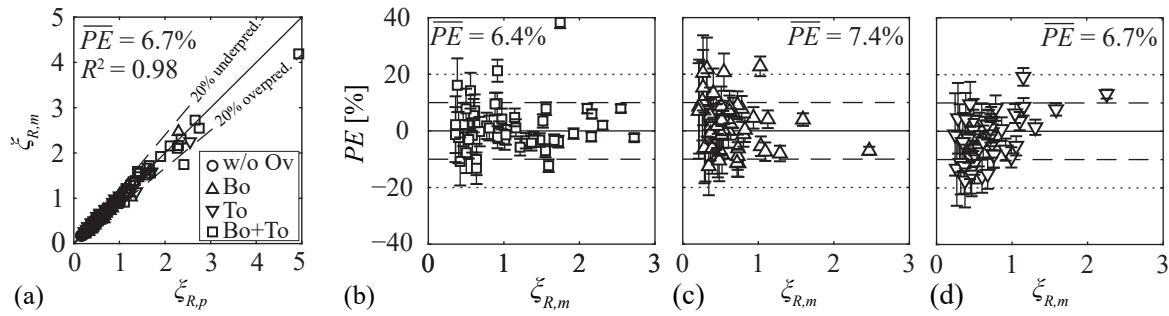 5
4
3
2
1
0
ξR,m
PE = 6.7%
R² = 0.98
20% underpred.
20% overpred.
w/o Ov
Bo
To
Bo+To
0 1 2 3 4 5
ξR,p
(a)
40
20
0
−20
−40
PE [%]
PE = 6.4%
0 1 2 3
ξR,m
(b)
PE = 7.4%
0 1 2 3
ξR,m
(c)
PE = 6.7%
0 1 2 3
ξR,m
(d)